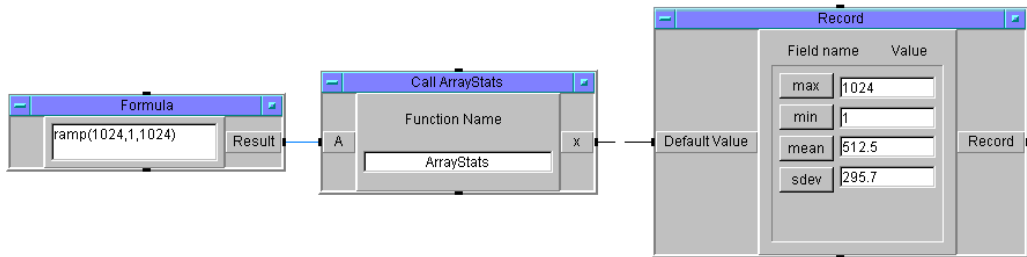 Formula
ramp(1024,1,1024)
Result
Call ArrayStats
A
Function Name
ArrayStats
x
Record
Default Value
Field name Value
max 1024
min 1
mean 512.5
sdev 295.7
Record